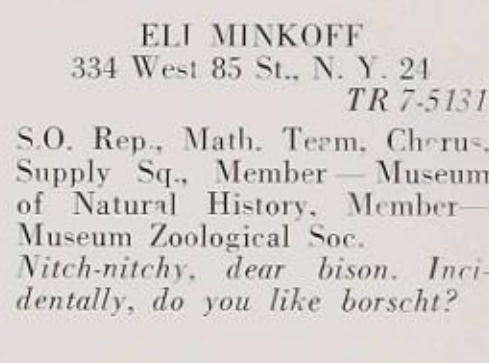 ELI MINKOFF
334 West 85 St., N. Y. 24
TR 7-5131
S.O. Rep., Math. Team, Chorus,
Supply Sq., Member — Museum
of Natural History, Member—
Museum Zoological Soc.
Nitch-nitchy, dear bison. Inci-
dentally, do you like borscht?